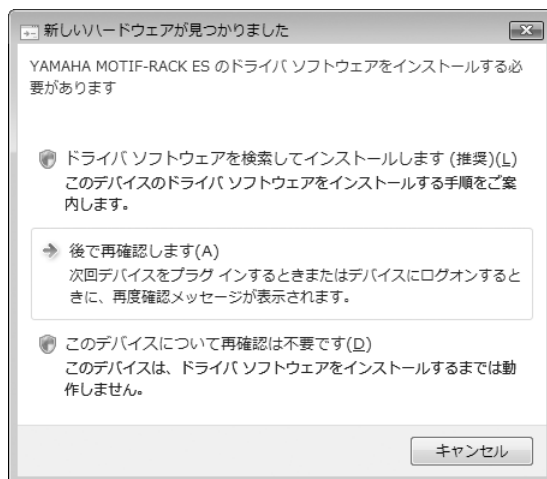 新しいハードウェアが見つかりました
YAMAHA MOTIF-RACK ES のドライバ ソフトウェアをインストールする必
要があります
ドライバ ソフトウェアを検索してインストールします (推奨)(L)
このデバイスのドライバ ソフトウェアをインストールする手順をご案
内します。
後で再確認します(A)
次回デバイスをプラグ インするときまたはデバイスにログオンすると
きに、再度確認メッセージが表示されます。
このデバイスについて再確認は不要です(D)
このデバイスは、ドライバ ソフトウェアをインストールするまでは動
作しません。
キャンセル